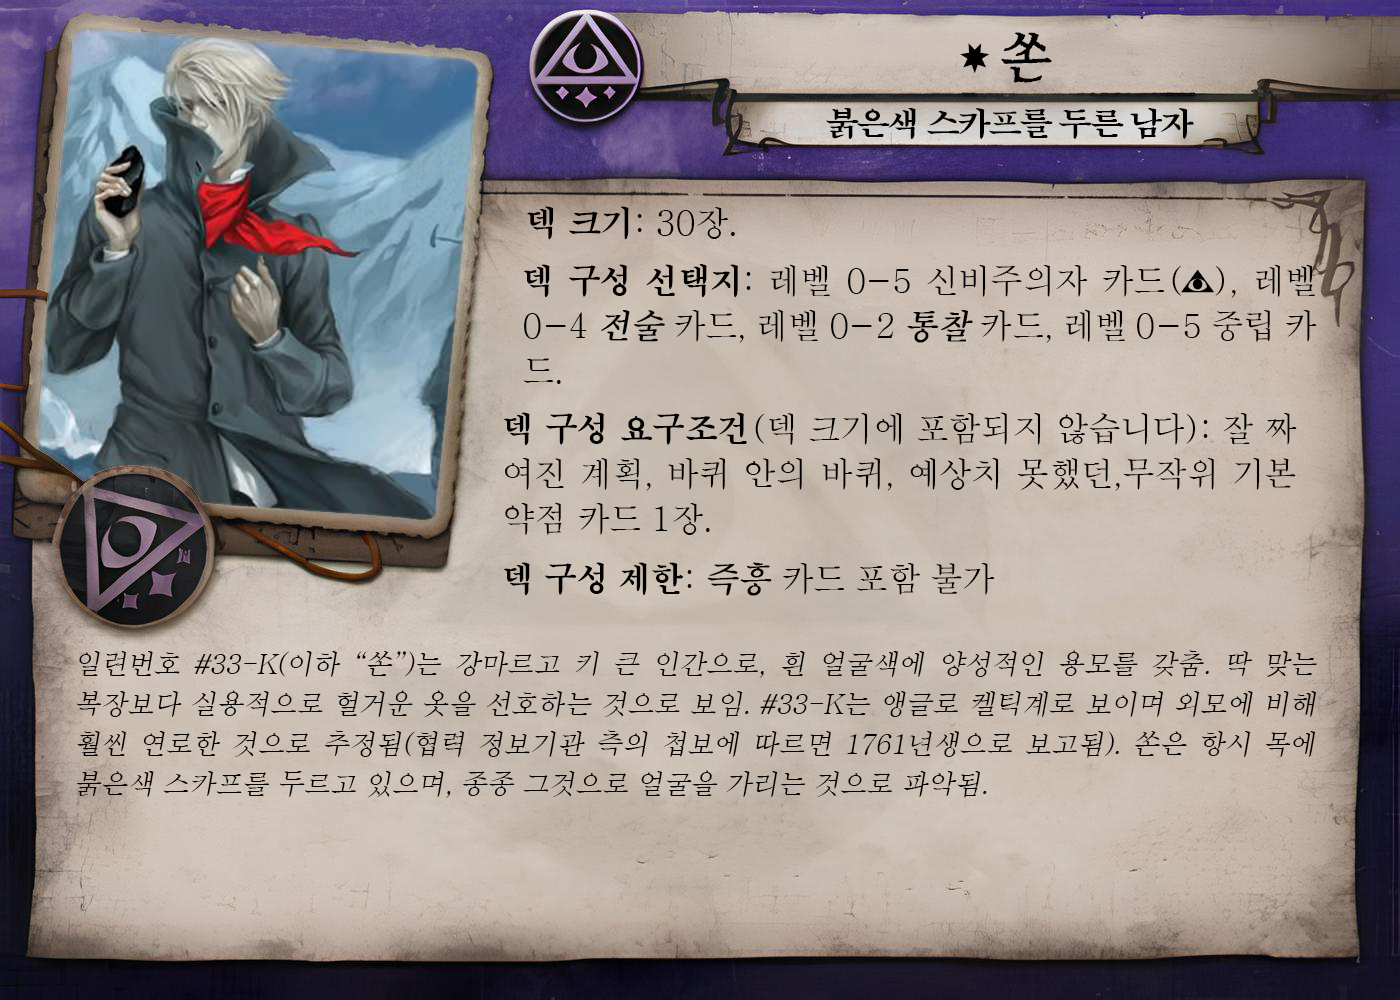 쏜
붉은색 스카프를 두른 남자
덱 크기: 30장.
덱 구성 선택지: 레벨 0-5 신비주의자 카드(), 레벨
0-4 전술 카드, 레벨 0-2 통찰 카드, 레벨 0-5 중립 카
드.
덱 구성 요구조건(덱 크기에 포함되지 않습니다): 잘 짜
여진 계획, 바퀴 안의 바퀴, 예상치 못했던,무작위 기본
약점 카드 1장.
덱 구성 제한: 즉흥 카드 포함 불가
일련번호 #33-K(이하 “쏜”)는 강마르고 키 큰 인간으로, 흰 얼굴색에 양성적인 용모를 갖춤. 딱 맞는
복장보다 실용적으로 헐거운 옷을 선호하는 것으로 보임. #33-K는 앵글로 켈틱계로 보이며 외모에 비해
훨씬 연로한 것으로 추정됨(협력 정보기관 측의 첩보에 따르면 1761년생으로 보고됨). 쏜은 항시 목에
붉은색 스카프를 두르고 있으며, 종종 그것으로 얼굴을 가리는 것으로 파악됨.